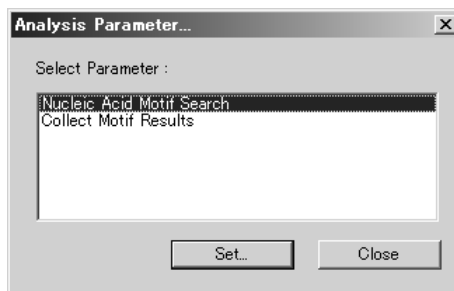 Analysis Parameter...
Select Parameter :
Nucleic Acid Motif Search
Collect Motif Results
Set...
Close